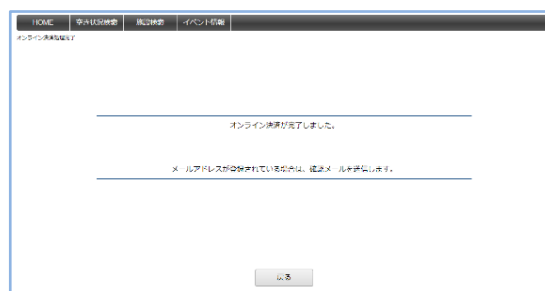 HOME 空き状況検索 施設検索 イベント情報
オンライン決済処理完了
オンライン決済が完了しました。
メールアドレスが登録されている場合は、確認メールを送信します。
戻る